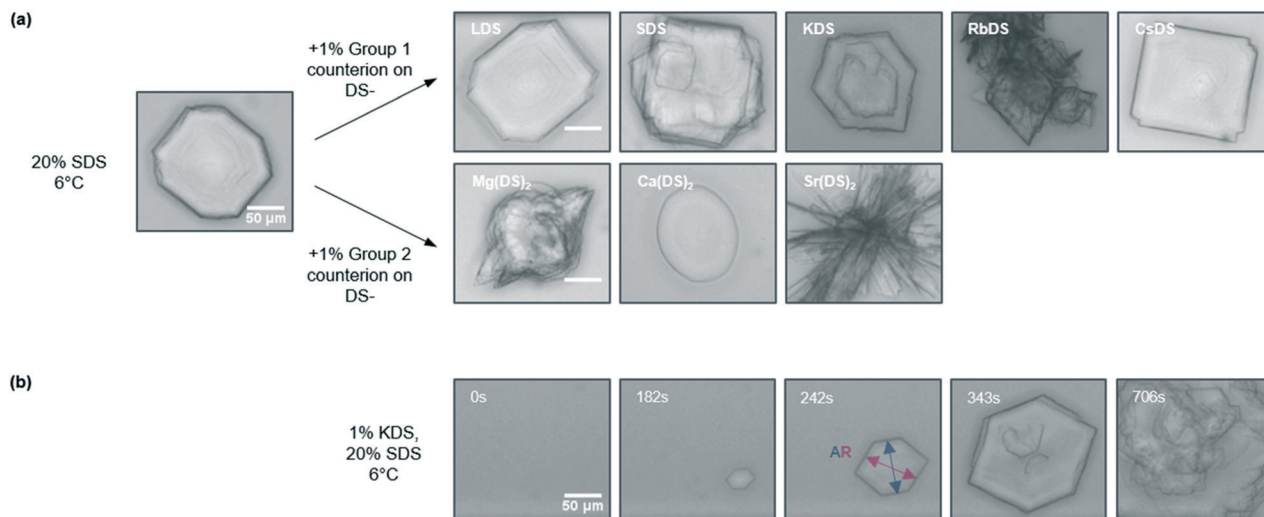 (a)
20% SDS
6°C
50 µm
+1% Group 1
counterion on
DS-
+1% Group 2
counterion on
DS-
LDS
SDS
KDS
RbDS
CsDS
Mg(DS)₂
Ca(DS)₂
Sr(DS)₂
(b)
1% KDS,
20% SDS
6°C
0s
50 µm
182s
242s
AR
343s
706s